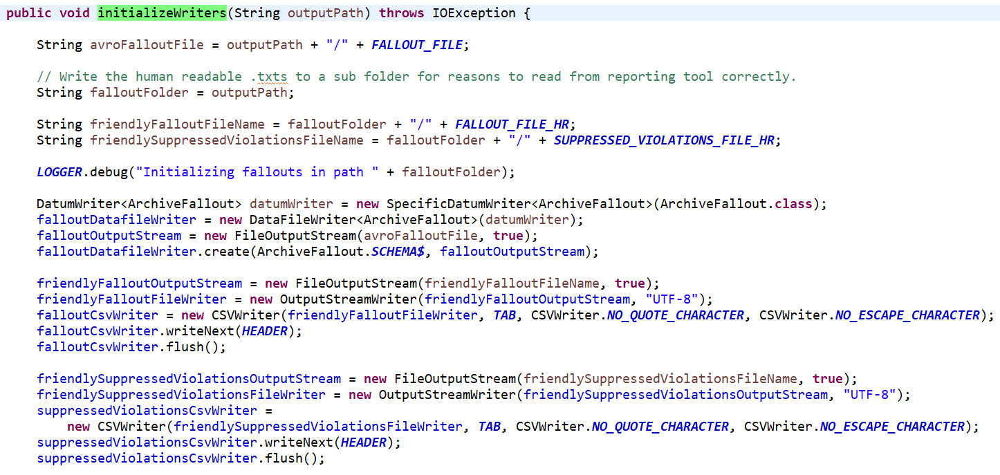 public void initializeWriters(String outputPath) throws IOException {
String avroFalloutFile = outputPath + "/" + FALLOUT_FILE;
// Write the human readable .txts to a sub folder for reasons to read from reporting tool correctly.
String falloutFolder = outputPath;
String friendlyFalloutFileName = falloutFolder + "/" + FALLOUT_FILE_HR;
String friendlySuppressedViolationsFileName = falloutFolder + "/" + SUPPRESSED_VIOLATIONS_FILE_HR;
LOGGER.debug("Initializing fallouts in path " + falloutFolder);
DatumWriter<ArchiveFallout> datumWriter = new SpecificDatumWriter<ArchiveFallout>(ArchiveFallout.class);
falloutDatafileWriter = new DataFileWriter<ArchiveFallout>(datumWriter);
falloutOutputStream = new FileOutputStream(avroFalloutFile, true);
falloutDatafileWriter.create(ArchiveFallout.SCHEMA$, falloutOutputStream);
friendlyFalloutOutputStream = new FileOutputStream(friendlyFalloutFileName, true);
friendlyFalloutFileWriter = new OutputStreamWriter(friendlyFalloutOutputStream, "UTF-8");
falloutCsvWriter = new CSVWriter(friendlyFalloutFileWriter, TAB, CSVWriter.NO_QUOTE_CHARACTER, CSVWriter.NO_ESCAPE_CHARACTER);
falloutCsvWriter.writeNext(HEADER);
falloutCsvWriter.flush();
friendlySuppressedViolationsOutputStream = new FileOutputStream(friendlySuppressedViolationsFileName, true);
friendlySuppressedViolationsFileWriter = new OutputStreamWriter(friendlySuppressedViolationsOutputStream, "UTF-8");
suppressedViolationsCsvWriter =
new CSVWriter(friendlySuppressedViolationsFileWriter, TAB, CSVWriter.NO_QUOTE_CHARACTER, CSVWriter.NO_ESCAPE_CHARACTER);
suppressedViolationsCsvWriter.writeNext(HEADER);
suppressedViolationsCsvWriter.flush();